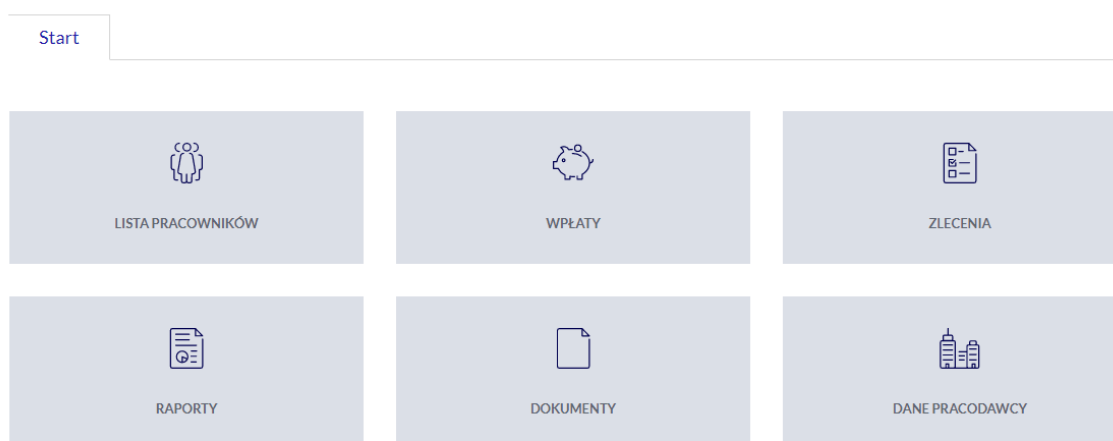 Start
LISTA PRACOWNIKÓW
WPŁATY
ZLECENIA
RAPORTY
DOKUMENTY
DANE PRACODAWCY